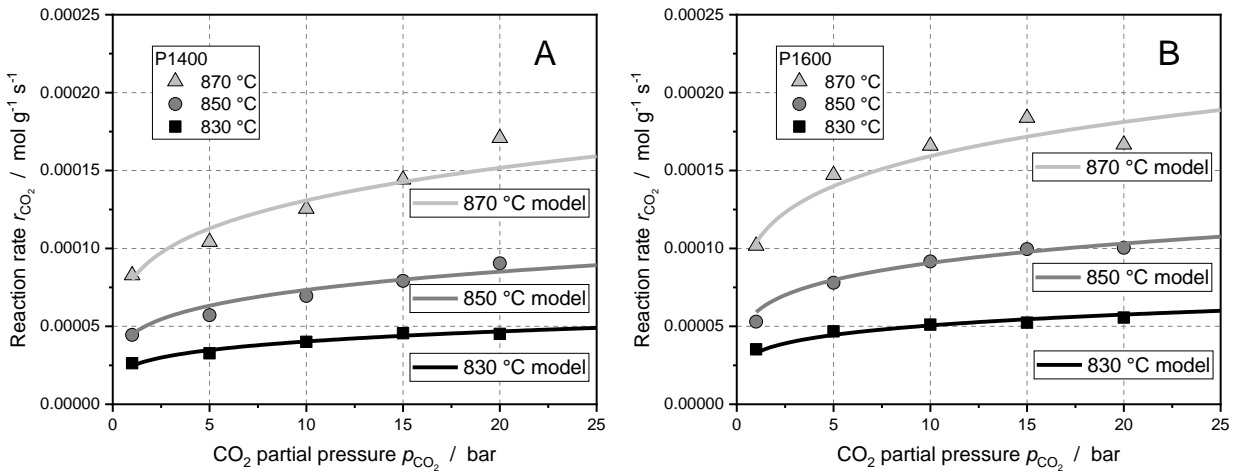 A
P1400
870 °C
850 °C
830 °C
870 °C model
850 °C model
830 °C model
0.00025
0.00020
0.00015
0.00010
0.00005
0.00000
0 5 10 15 20 25
Reaction rate r_CO₂ / mol g⁻¹ s⁻¹
CO₂ partial pressure p_CO₂ / bar
B
P1600
870 °C
850 °C
830 °C
870 °C model
850 °C model
830 °C model
0.00025
0.00020
0.00015
0.00010
0.00005
0.00000
0 5 10 15 20 25
Reaction rate r_CO₂ / mol g⁻¹ s⁻¹
CO₂ partial pressure p_CO₂ / bar